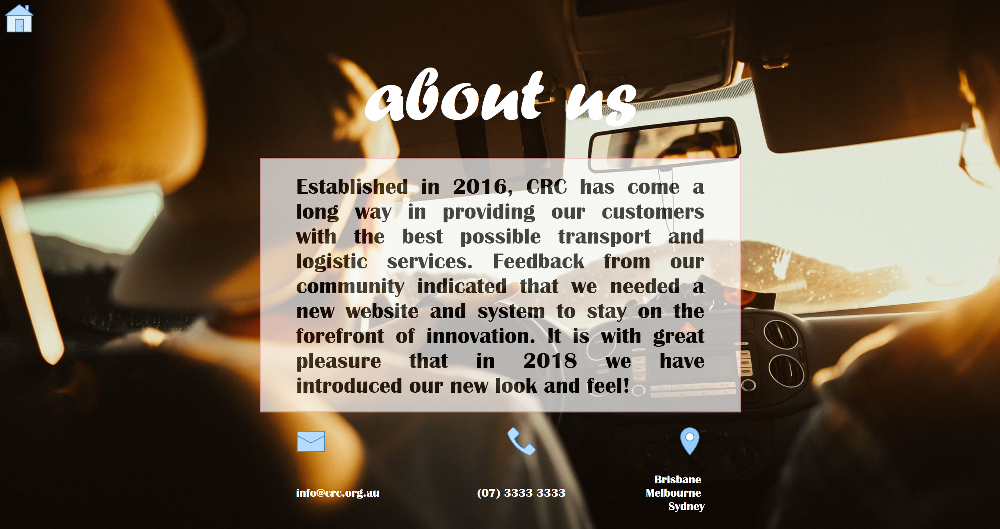 about us
Established in 2016, CRC has come a
long way in providing our customers
with the best possible transport and
logistic services. Feedback from our
community indicated that we needed a
new website and system to stay on the
forefront of innovation. It is with great
pleasure that in 2018 we have
introduced our new look and feel!
info@crc.org.au
(07) 3333 3333
Brisbane
Melbourne
Sydney